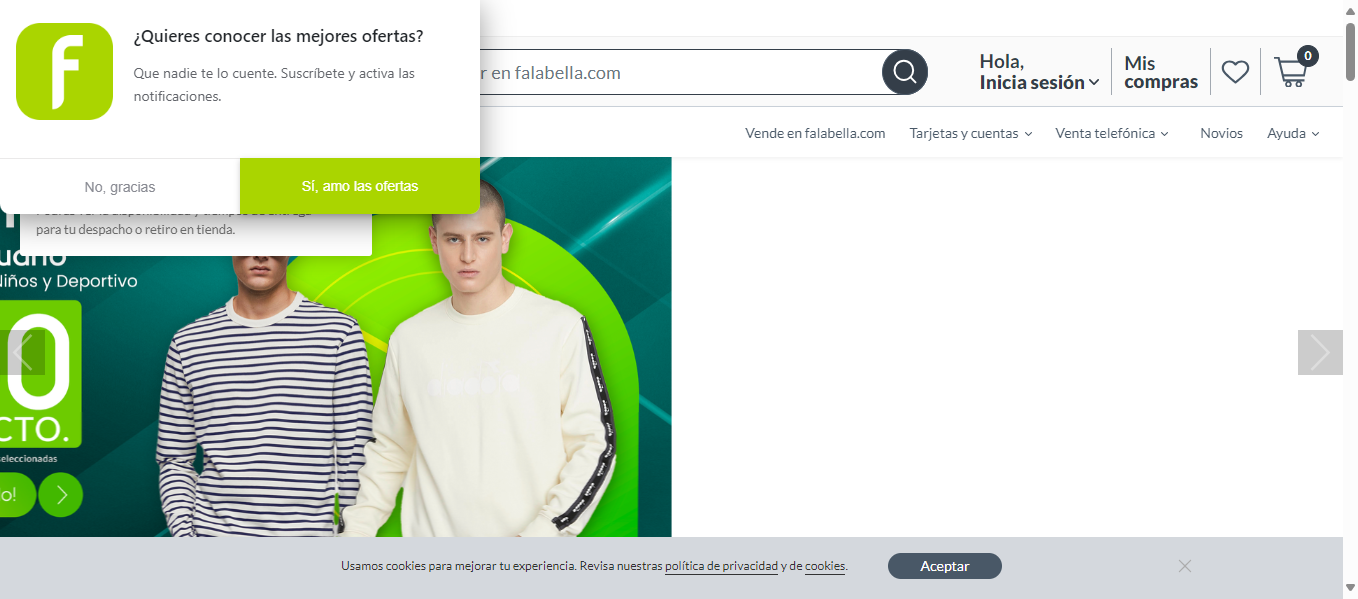 ¿Quieres conocer las mejores ofertas?
Que nadie te lo cuente. Suscríbete y activa las
notificaciones.
No, gracias
Sí, amo las ofertas
en falabella.com
Hola,
Inicia sesión
Mis
compras
0
Vende en falabella.com
Tarjetas y cuentas
Venta telefónica
Novios
Ayuda
para tu despacho o retiro en tienda.
Niños y Deportivo
0
CTO.
seleccionadas
Usamos cookies para mejorar tu experiencia. Revisa nuestras política de privacidad y de cookies.
Aceptar